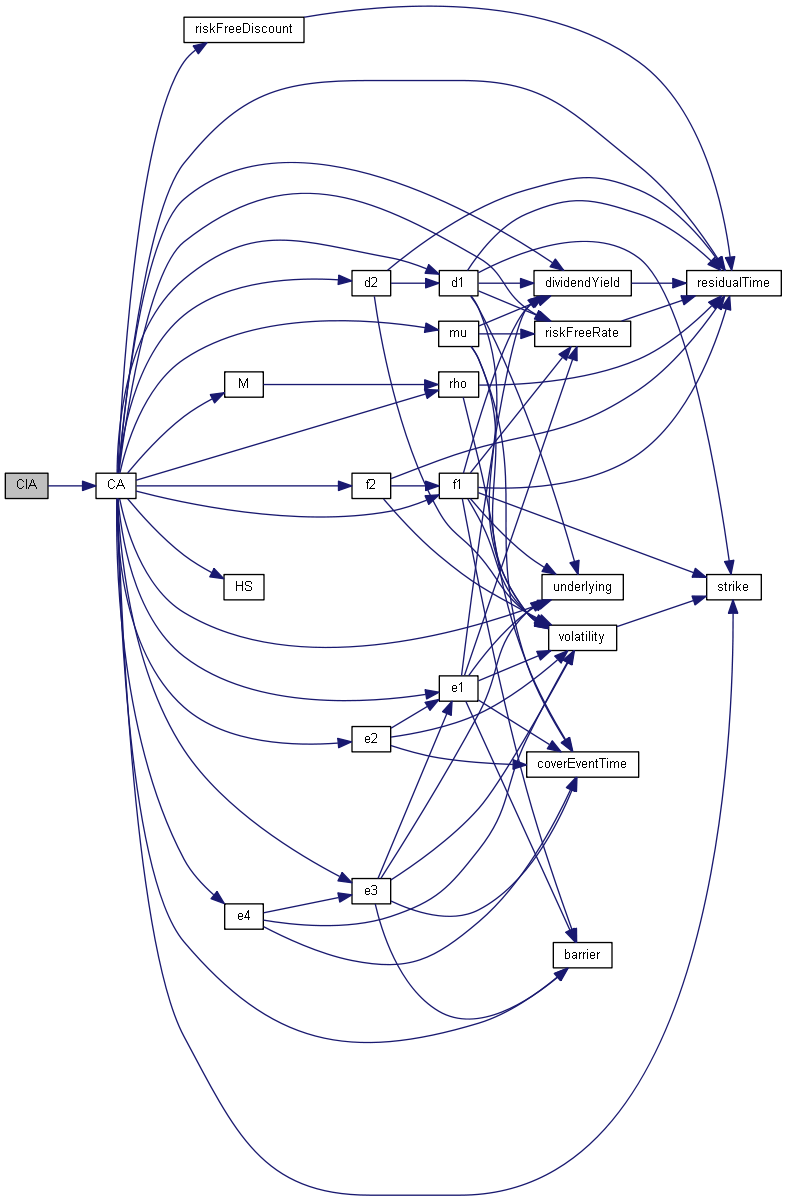 riskFreeDiscount
d2
d1
dividendYield
residualTime
mu
riskFreeRate
M
rho
CIA
CA
f2
f1
HS
underlying
strike
volatility
e1
e2
coverEventTime
e3
e4
barrier